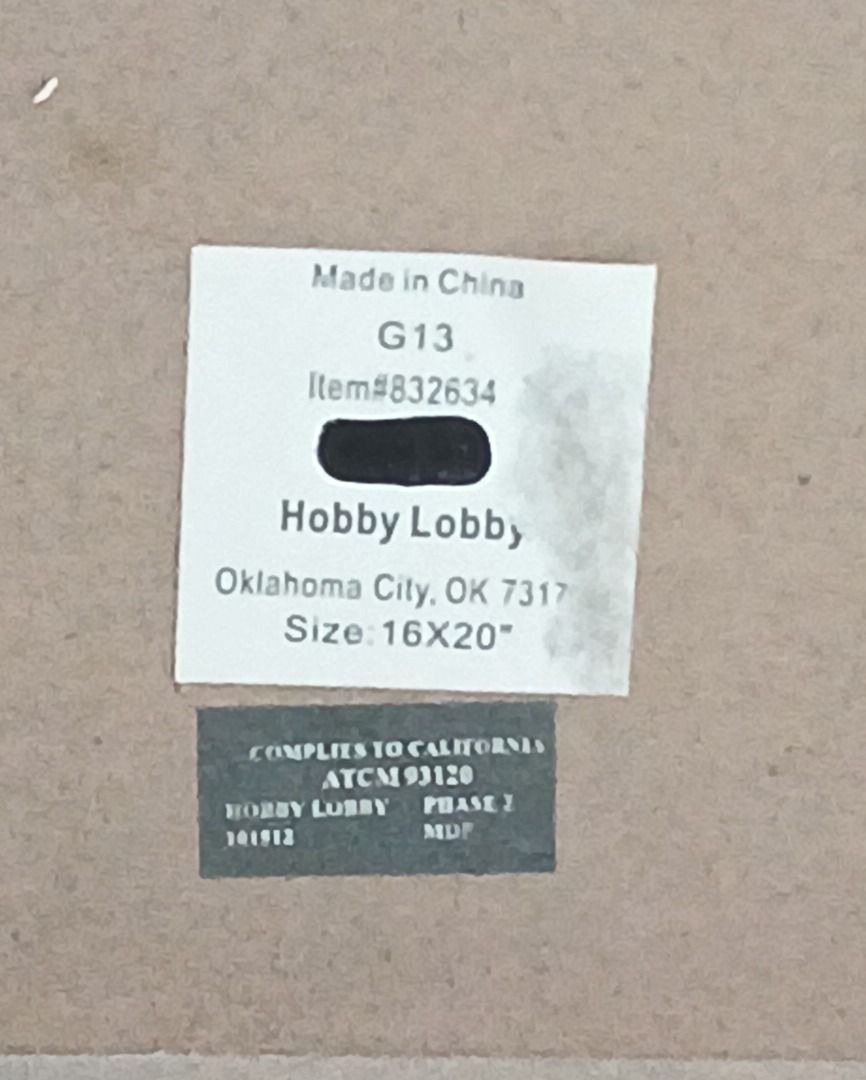 Made in China
G13
Item#832634
Hobby Lobby
Oklahoma City, OK 7317
Size:16X20"
COMPLIES TO CALIFORNIA
ATCM 93120
HOBBY LOBBY PHASE 2
MDF